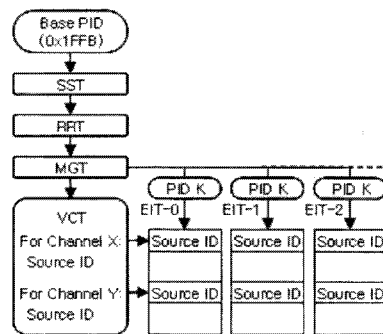 Base PID
(0x1FFB)
SST
RRT
MGT
PID K
PID K
PID K
EIT-0
EIT-1
EIT-2
VCT
For Channel X:
Source ID
Source ID
Source ID
Source ID
For Channel Y:
Source ID
Source ID
Source ID
Source ID